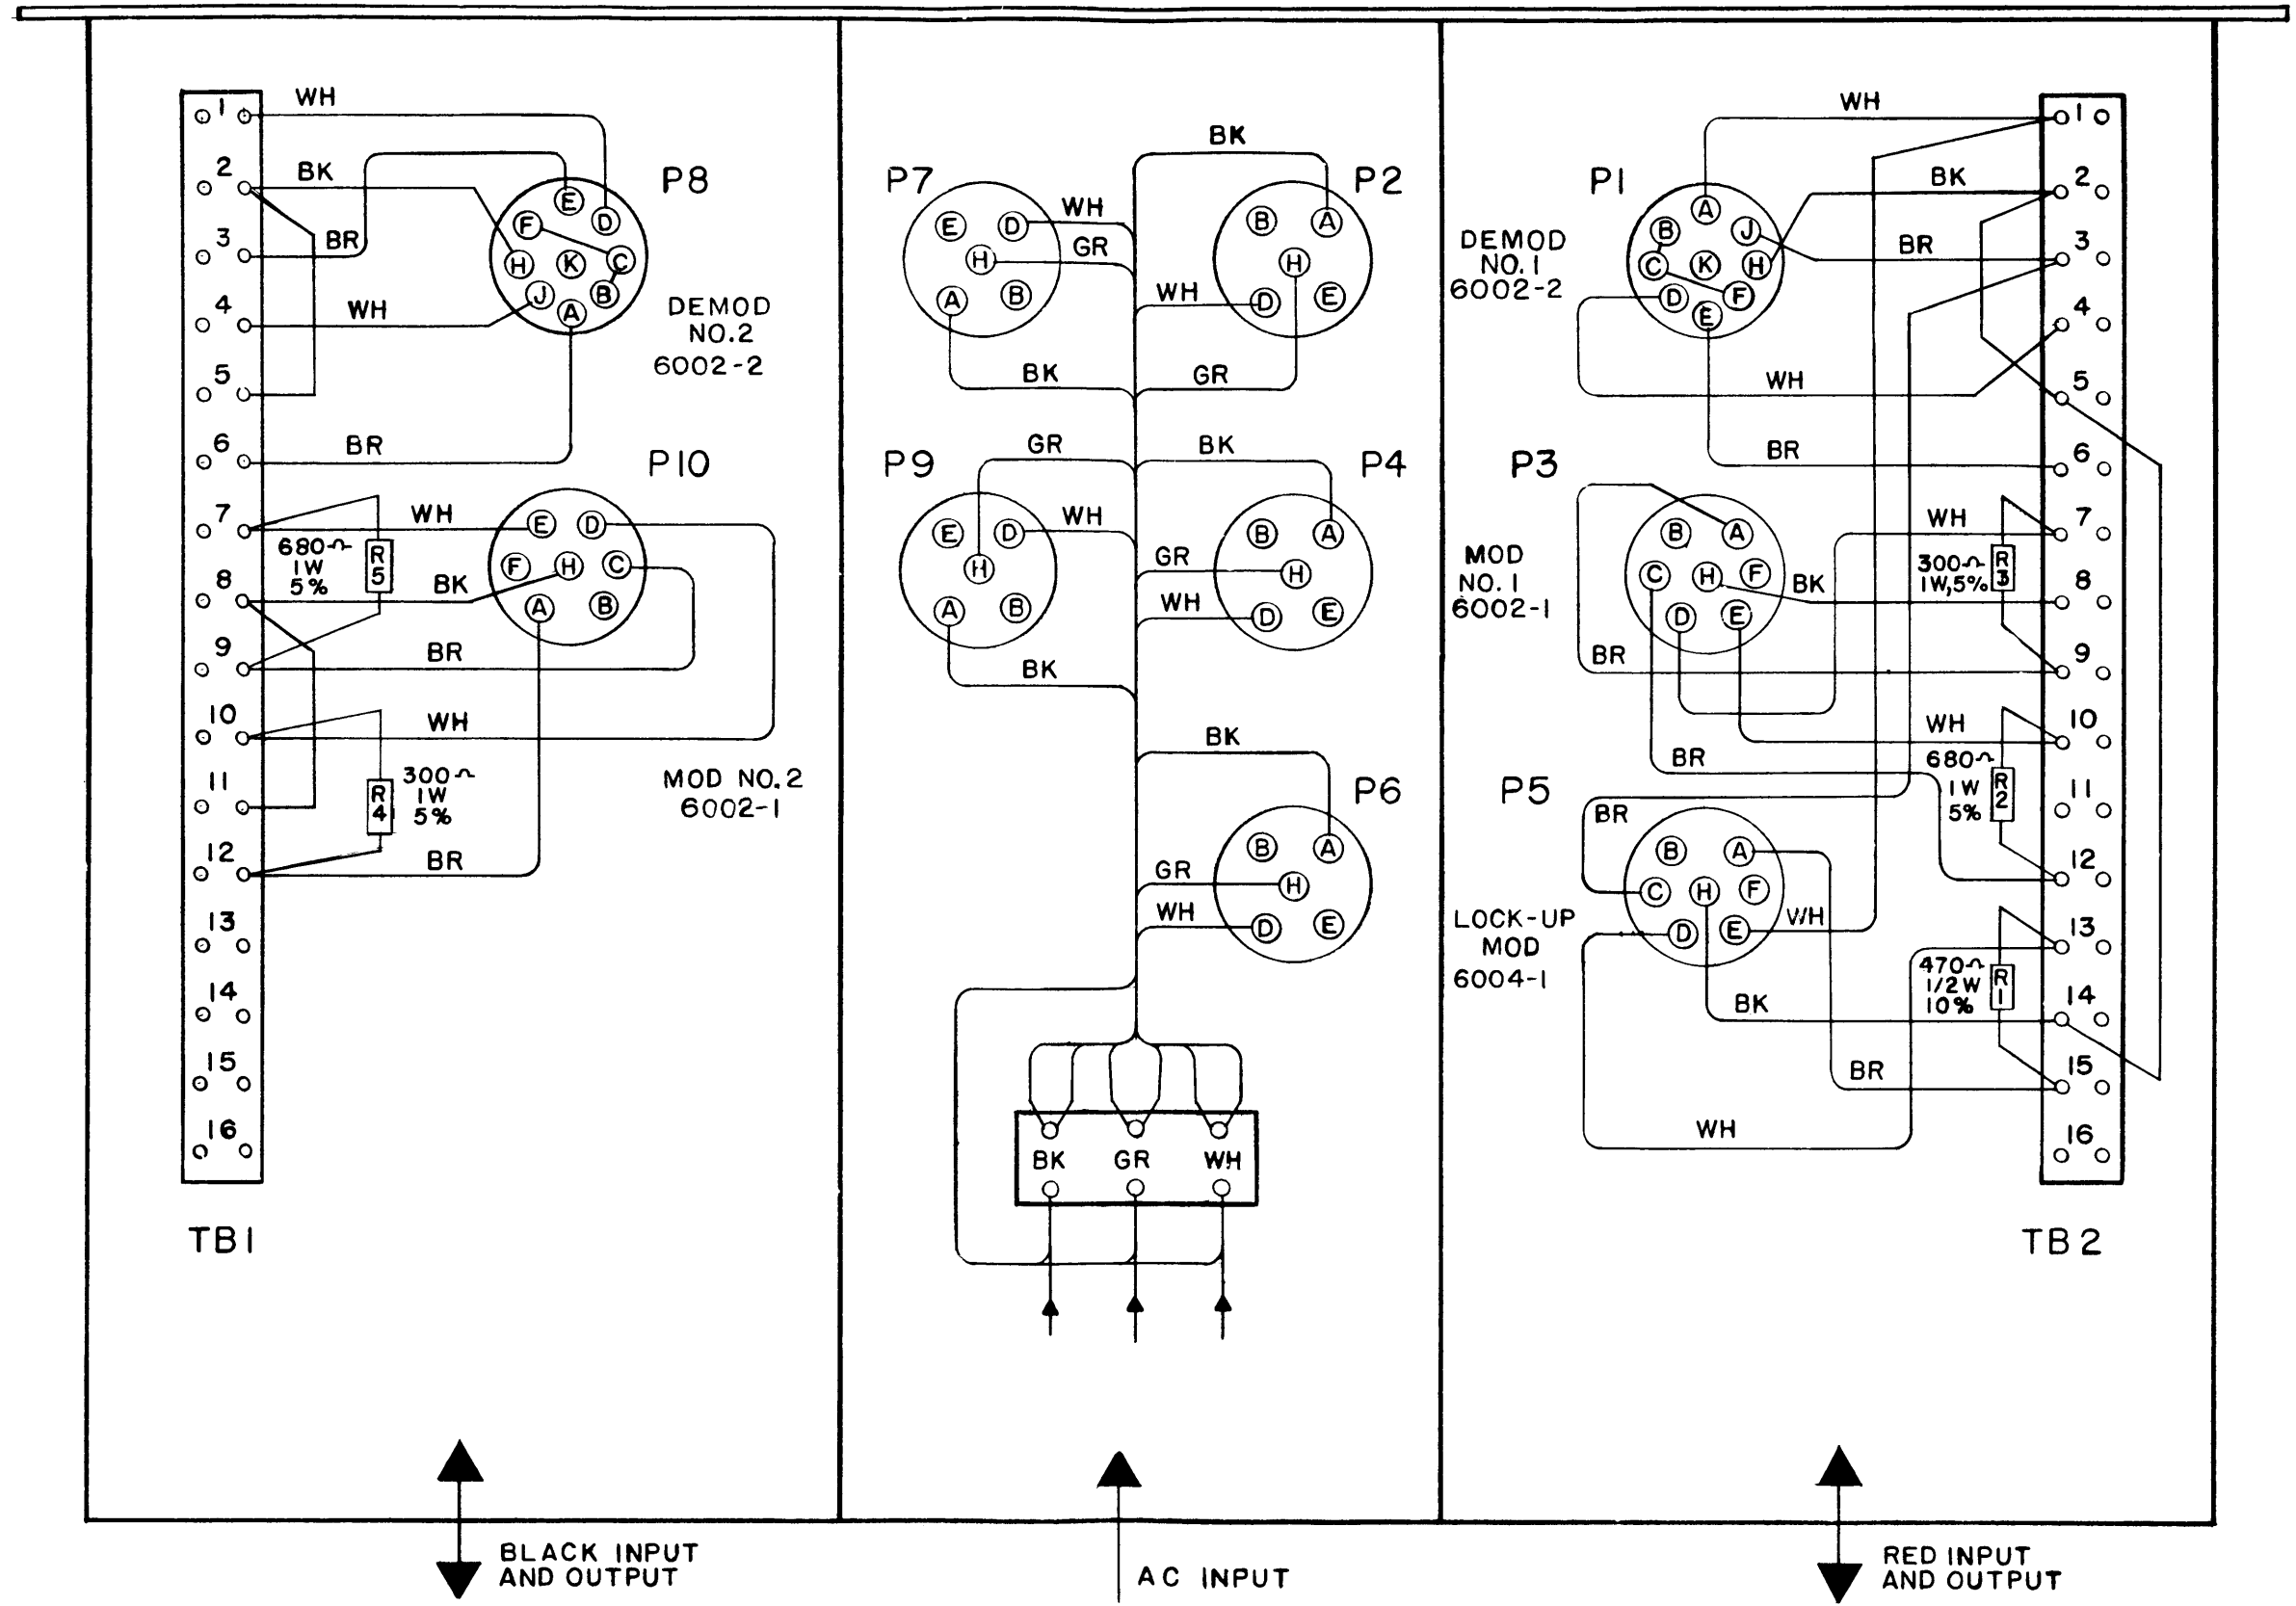 1
WH
2
BK
3
BR
4
WH
5
6
BR
7
WH
680Ω
1W
5%
R
5
8
BK
9
BR
10
WH
11
300Ω
1W
5%
R
4
12
BR
13
14
15
16
TB1
P8
E
D
F
C
H
K
J
B
A
DEMOD
NO.2
6002-2
P10
E
D
F
H
C
A
B
MOD NO.2
6002-1
BLACK INPUT
AND OUTPUT
P7
E
D
H
A
B
WH
GR
BK
P2
BK
B
A
H
D
E
WH
GR
P9
GR
E
D
H
A
B
WH
BK
P4
BK
B
A
H
D
E
GR
WH
P6
BK
B
A
H
D
E
GR
WH
BK
GR
WH
AC INPUT
P1
DEMOD
NO.1
6002-2
A
B
J
C
K
H
D
F
E
WH
BK
BR
WH
BR
P3
MOD
NO.1
6002-1
B
A
C
H
F
D
E
WH
BK
BR
WH
BR
300Ω
1W,5%
R
3
680Ω
1W
5%
R
2
P5
BR
LOCK-UP
MOD
6004-1
B
A
C
H
F
D
E
WH
BK
BR
WH
470Ω
1/2W
10%
R
1
1
2
3
4
5
6
7
8
9
10
11
12
13
14
15
16
TB2
RED INPUT
AND OUTPUT